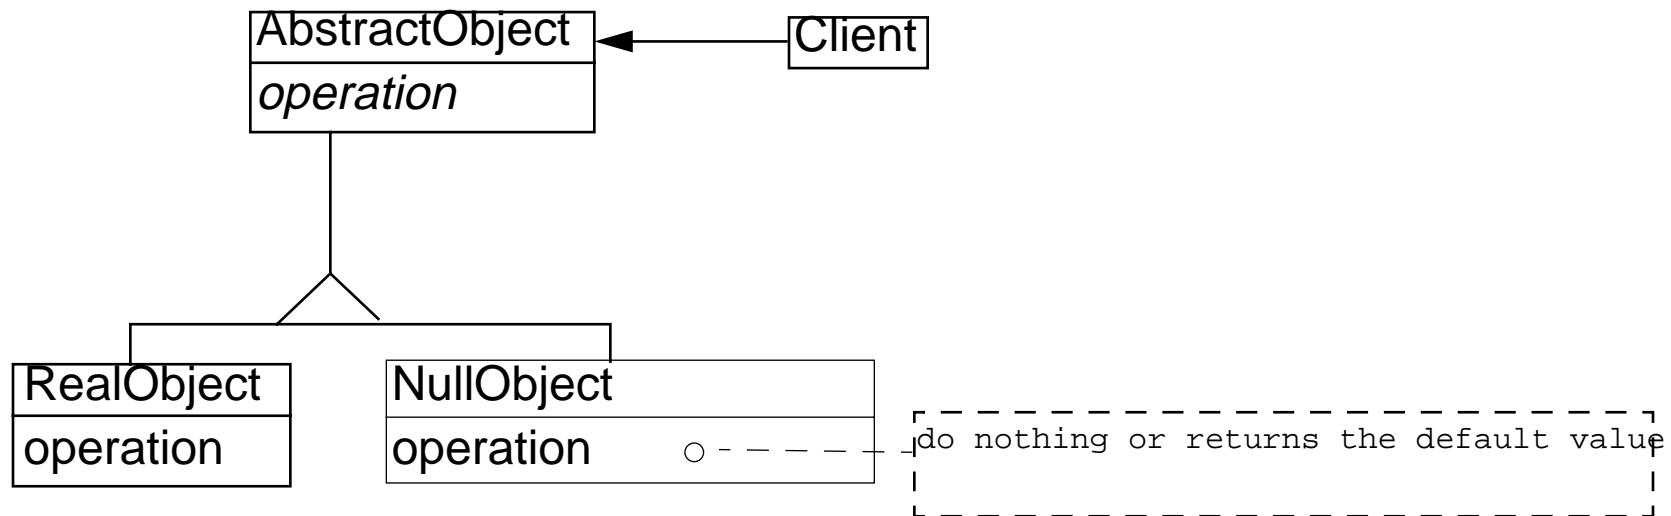 AbstractObject
Client
operation
RealObject
NullObject
operation
operation
do nothing or returns the default value